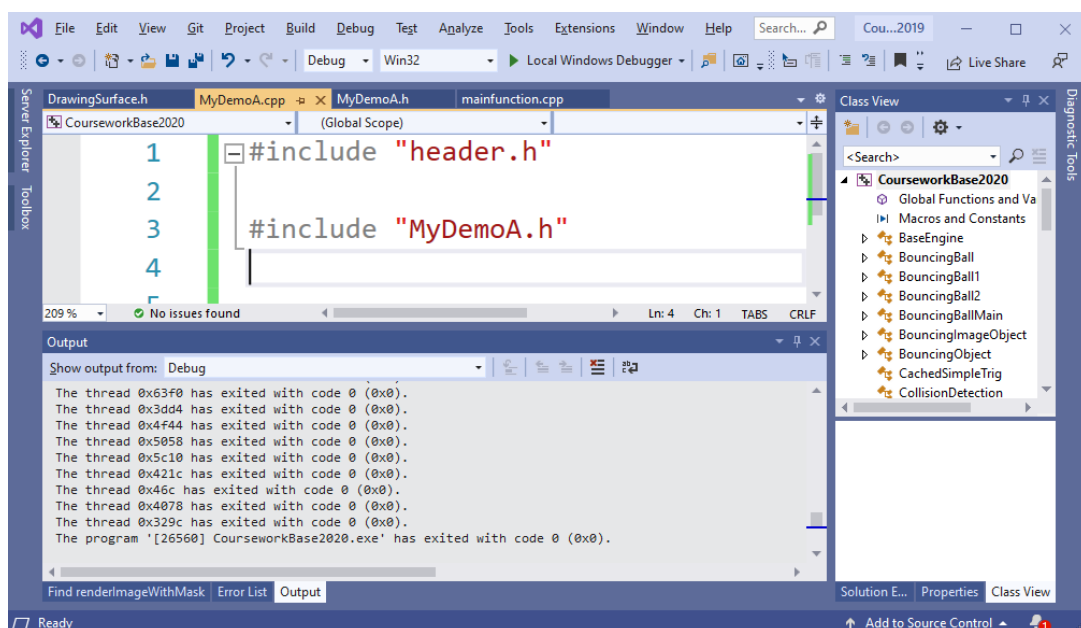 File Edit View Git Project Build Debug Test Analyze Tools Extensions Window Help Search... Cou...2019
Debug Win32 Local Windows Debugger Live Share
Server Explorer
Toolbox
DrawingSurface.h MyDemoA.cpp MyDemoA.h mainfunction.cpp
CourseworkBase2020 (Global Scope)
1 #include "header.h"
2
3 #include "MyDemoA.h"
4
209 % No issues found Ln: 4 Ch: 1 TABS CRLF
Output
Show output from: Debug
The thread 0x63f0 has exited with code 0 (0x0).
The thread 0x3dd4 has exited with code 0 (0x0).
The thread 0x4f44 has exited with code 0 (0x0).
The thread 0x5058 has exited with code 0 (0x0).
The thread 0x5c10 has exited with code 0 (0x0).
The thread 0x421c has exited with code 0 (0x0).
The thread 0x46c has exited with code 0 (0x0).
The thread 0x4078 has exited with code 0 (0x0).
The thread 0x329c has exited with code 0 (0x0).
The program '[26560] CourseworkBase2020.exe' has exited with code 0 (0x0).
Find renderImageWithMask Error List Output
Class View
<Search>
CourseworkBase2020
Global Functions and Va
Macros and Constants
BaseEngine
BouncingBall
BouncingBall1
BouncingBall2
BouncingBallMain
BouncingImageObject
BouncingObject
CachedSimpleTrig
CollisionDetection
Solution E... Properties Class View
Diagnostic Tools
Ready Add to Source Control 1